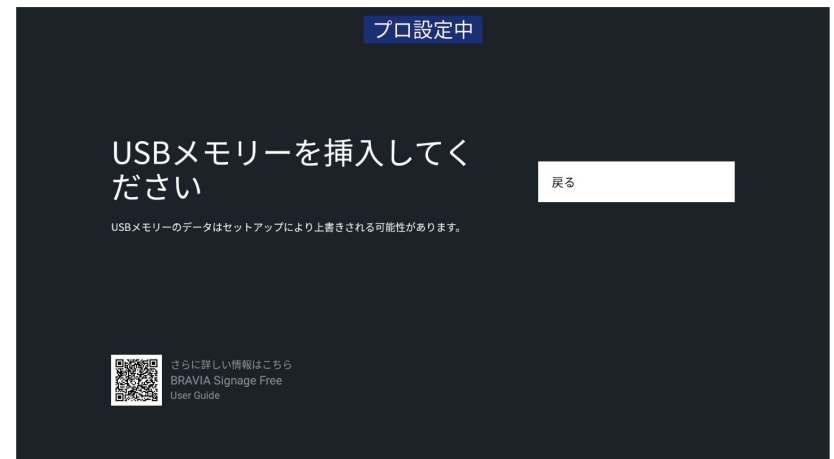 プロ設定中
USBメモリーを挿入してく
ださい
戻る
USBメモリーのデータはセットアップにより上書きされる可能性があります。
さらに詳しい情報はこちら
BRAVIA Signage Free
User Guide